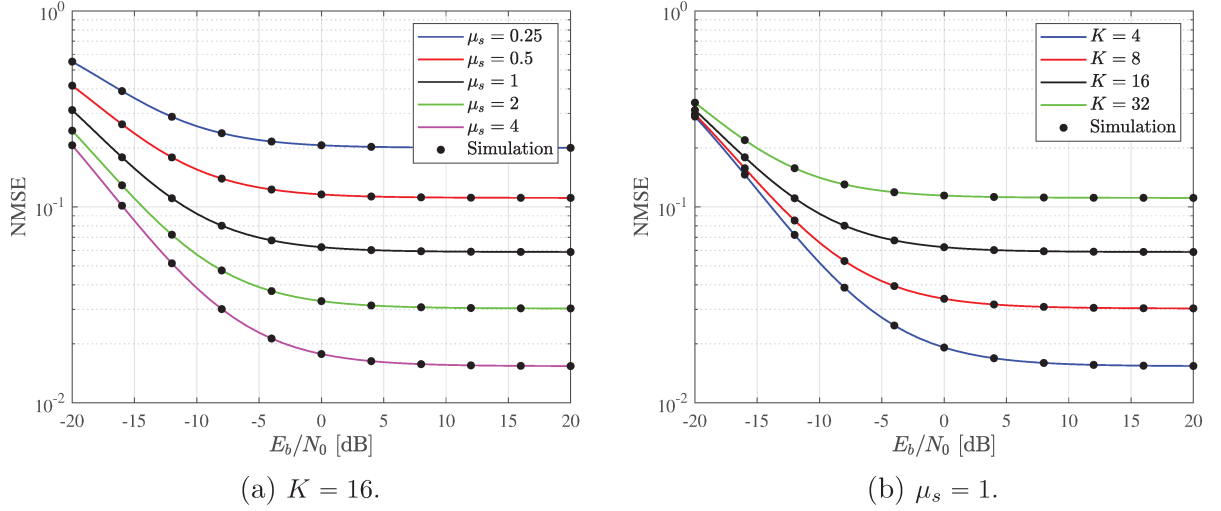 10^0
10^-1
10^-2
NMSE
-20 -15 -10 -5 0 5 10 15 20
E_b/N_0 [dB]
μ_s = 0.25
μ_s = 0.5
μ_s = 1
μ_s = 2
μ_s = 4
Simulation
(a) K = 16.
10^0
10^-1
10^-2
NMSE
-20 -15 -10 -5 0 5 10 15 20
E_b/N_0 [dB]
K = 4
K = 8
K = 16
K = 32
Simulation
(b) μ_s = 1.